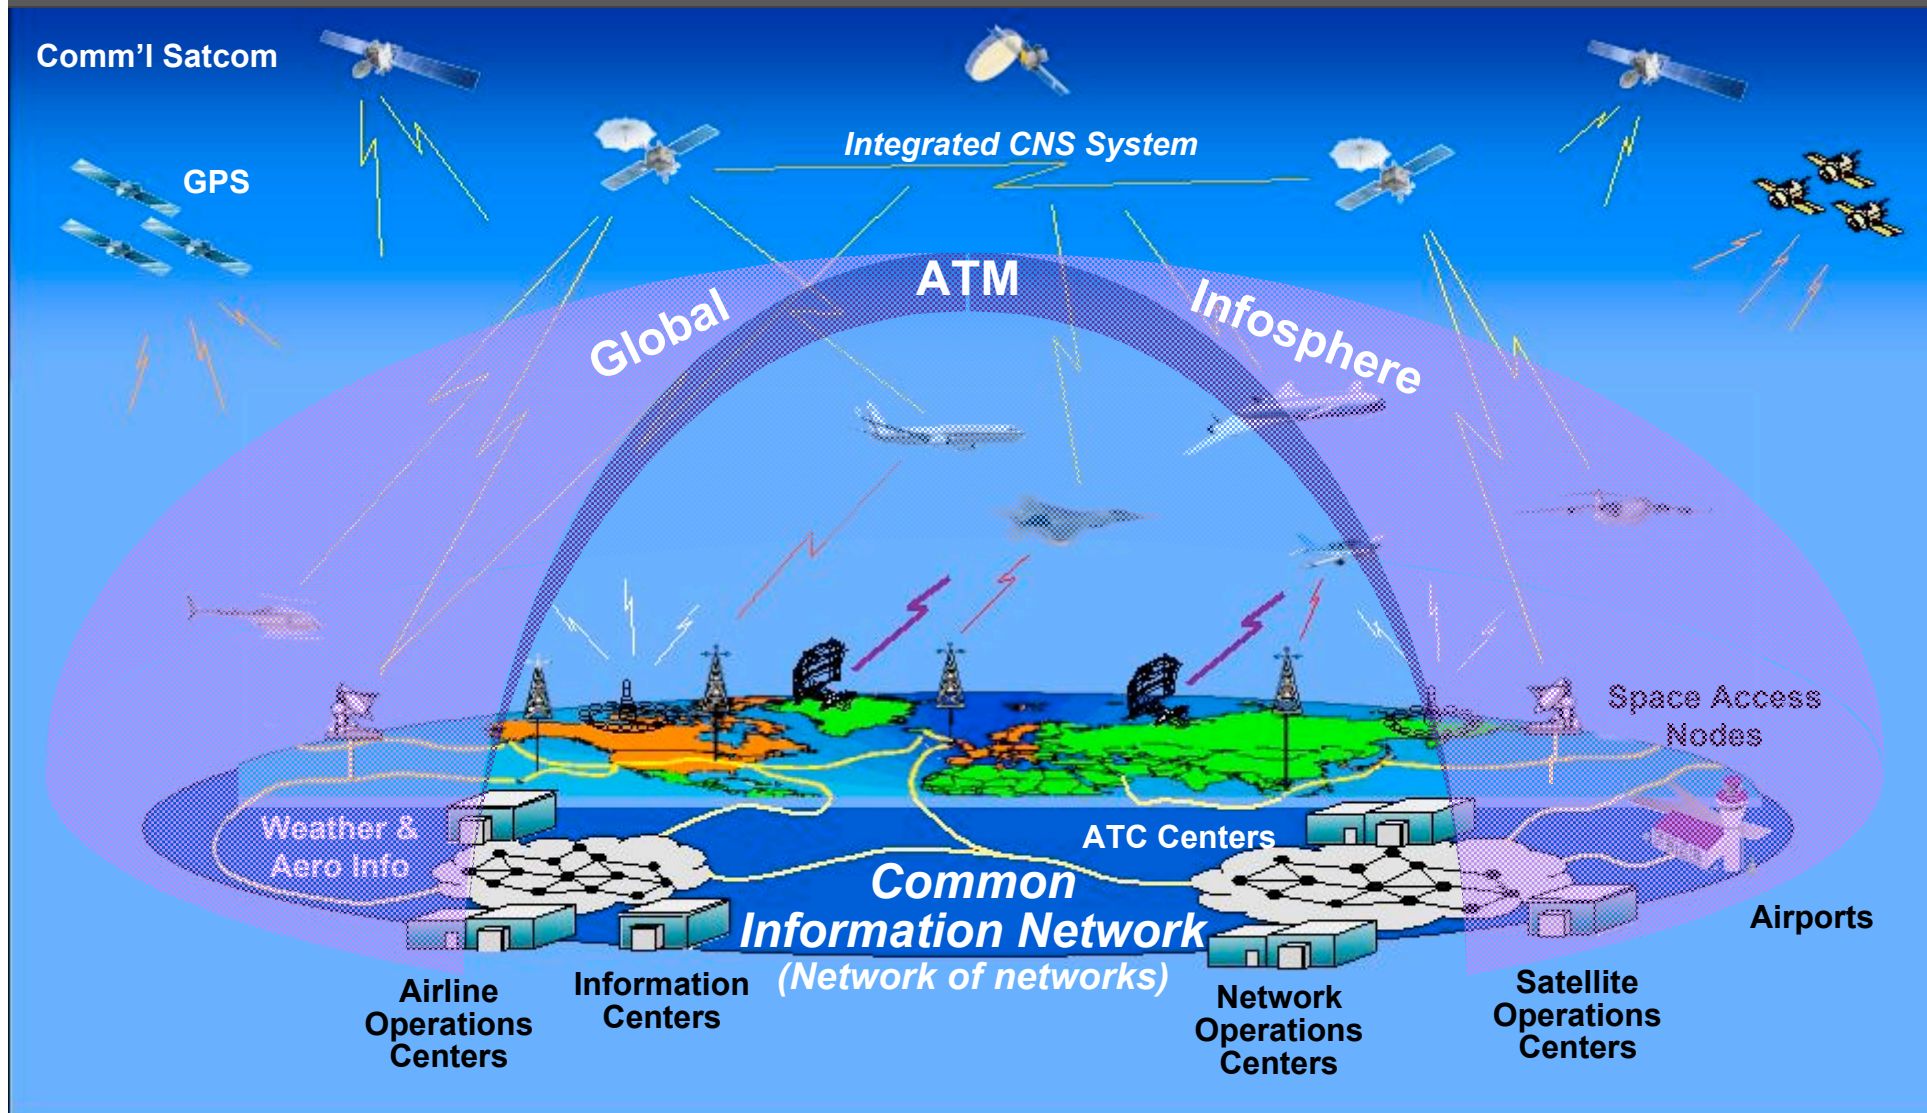 Comm'l Satcom
GPS
Integrated CNS System
Global
ATM
Infosphere
Space Access
Nodes
Weather &
Aero Info
ATC Centers
Common
Information Network
(Network of networks)
Airports
Airline
Operations
Centers
Information
Centers
Network
Operations
Centers
Satellite
Operations
Centers